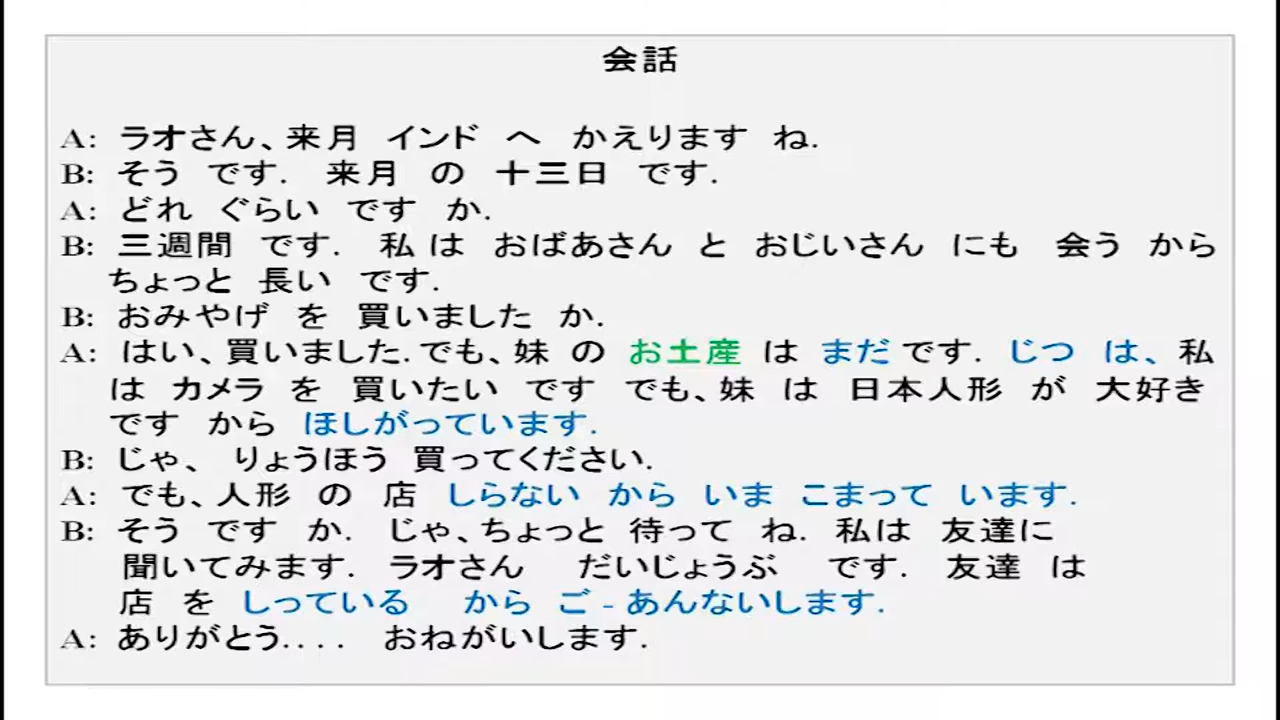 会話
A: ラオさん、来月 インド へ かえります ね.
B: そう です. 来月 の 十三日 です.
A: どれ ぐらい です か.
B: 三週間 です. 私 は おばあさん と おじいさん にも 会う から
ちょっと 長い です.
B: おみやげ を 買いました か.
A: はい、買いました. でも、妹 の お土産 は まだ です. じつ は、私
は カメラ を 買いたい です でも、妹 は 日本人形 が 大好き
です から ほしがっています.
B: じゃ、 りょうほう 買ってください.
A: でも、人形 の 店 しらない から いま こまって います.
B: そう です か. じゃ、ちょっと 待って ね. 私は 友達に
聞いてみます. ラオさん だいじょうぶ です. 友達 は
店 を しっている から ご - あんないします.
A: ありがとう.... おねがいします.